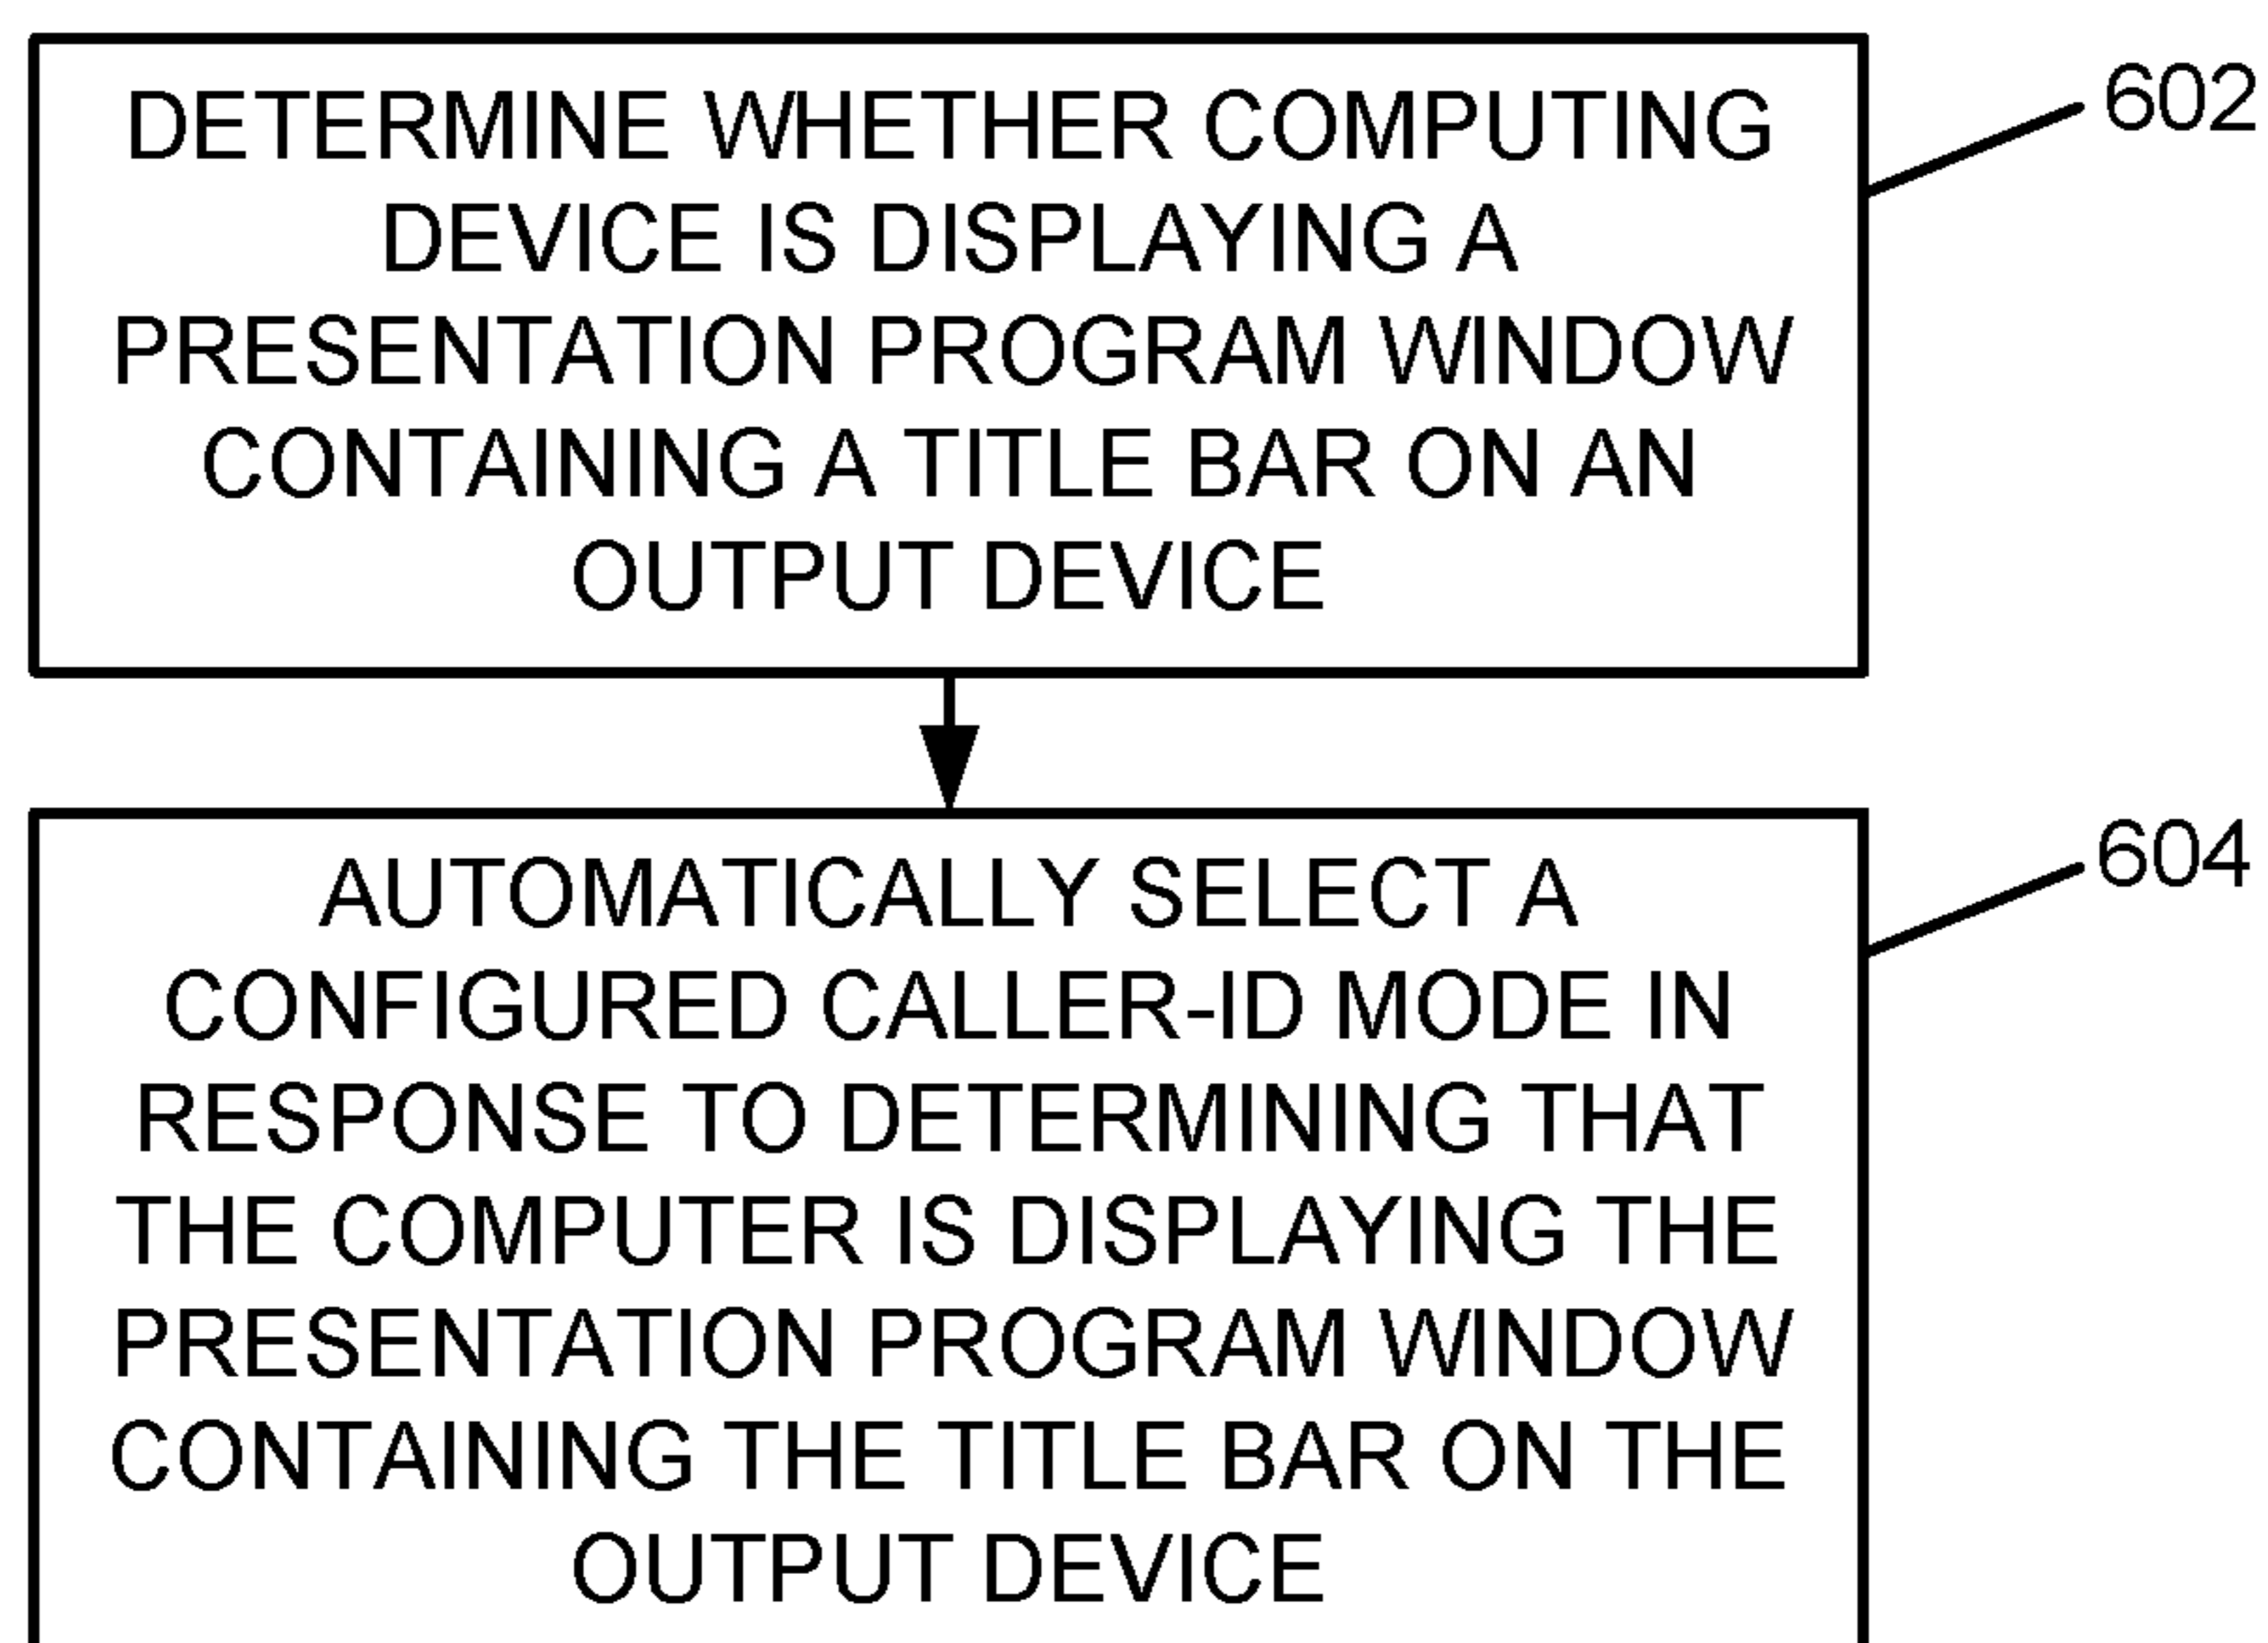 DETERMINE WHETHER COMPUTING
DEVICE IS DISPLAYING A
PRESENTATION PROGRAM WINDOW
CONTAINING A TITLE BAR ON AN
OUTPUT DEVICE
602
AUTOMATICALLY SELECT A
CONFIGURED CALLER-ID MODE IN
RESPONSE TO DETERMINING THAT
THE COMPUTER IS DISPLAYING THE
PRESENTATION PROGRAM WINDOW
CONTAINING THE TITLE BAR ON THE
OUTPUT DEVICE
604